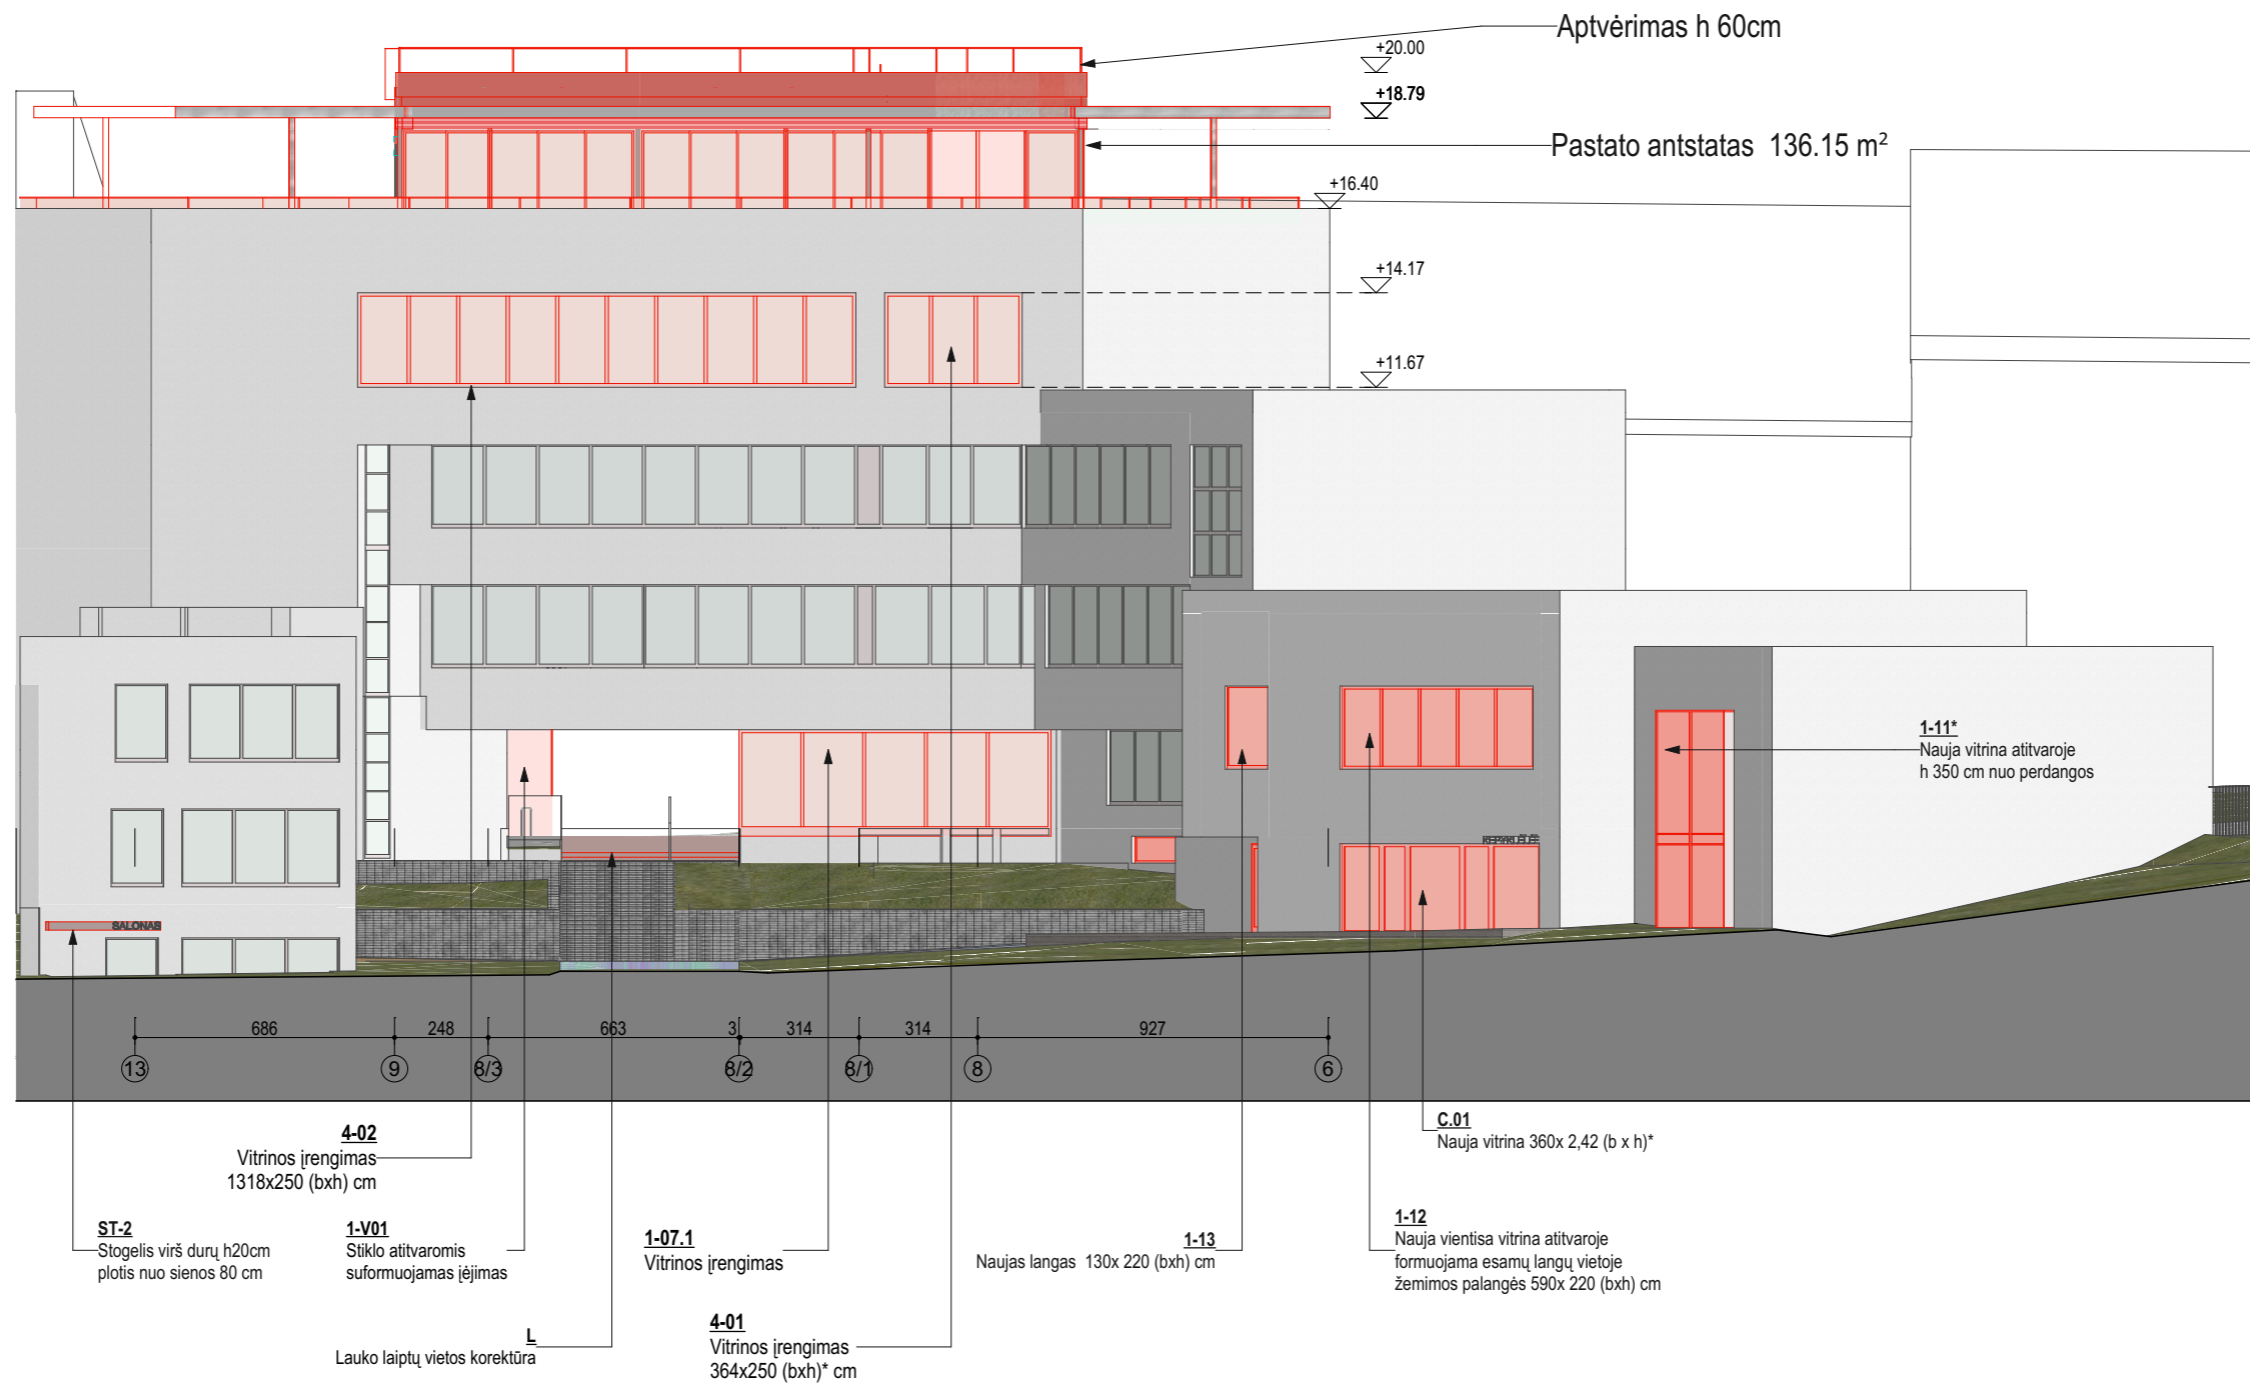 Aptvėrimas h 60cm
+20.00
+18.79
Pastato antstatas 136.15 m²
+16.40
+14.17
+11.67
1-11*
Nauja vitrina atitvaroje
h 350 cm nuo perdangos
KEPYKLĖLĖ
SALONAS
686 248 663 3 314 314 927
13 9 8/3 8/2 8/1 8 6
4-02
Vitrinos įrengimas
1318x250 (bxh) cm
C.01
Nauja vitrina 360x 2,42 (b x h)*
ST-2
Stogelis virš durų h20cm
plotis nuo sienos 80 cm
1-V01
Stiklo atitvaromis
suformuojamas įėjimas
1-07.1
Vitrinos įrengimas
1-13
Naujas langas 130x 220 (bxh) cm
1-12
Nauja vientisa vitrina atitvaroje
formuojama esamų langų vietoje
žemimos palangės 590x 220 (bxh) cm
L
Lauko laiptų vietos korektūra
4-01
Vitrinos įrengimas
364x250 (bxh)* cm